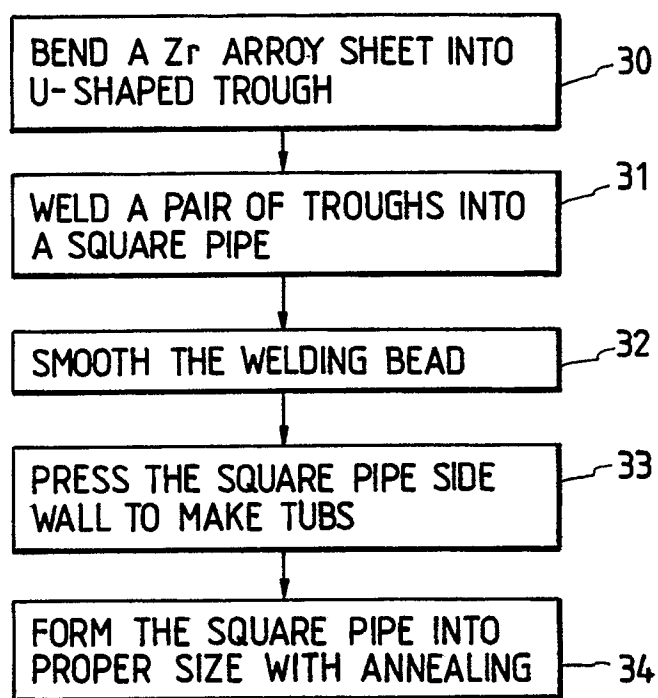 BEND A Zr ARROY SHEET INTO
U-SHAPED TROUGH
30
WELD A PAIR OF TROUGHS INTO
A SQUARE PIPE
31
SMOOTH THE WELDING BEAD
32
PRESS THE SQUARE PIPE SIDE
WALL TO MAKE TUBS
33
FORM THE SQUARE PIPE INTO
PROPER SIZE WITH ANNEALING
34